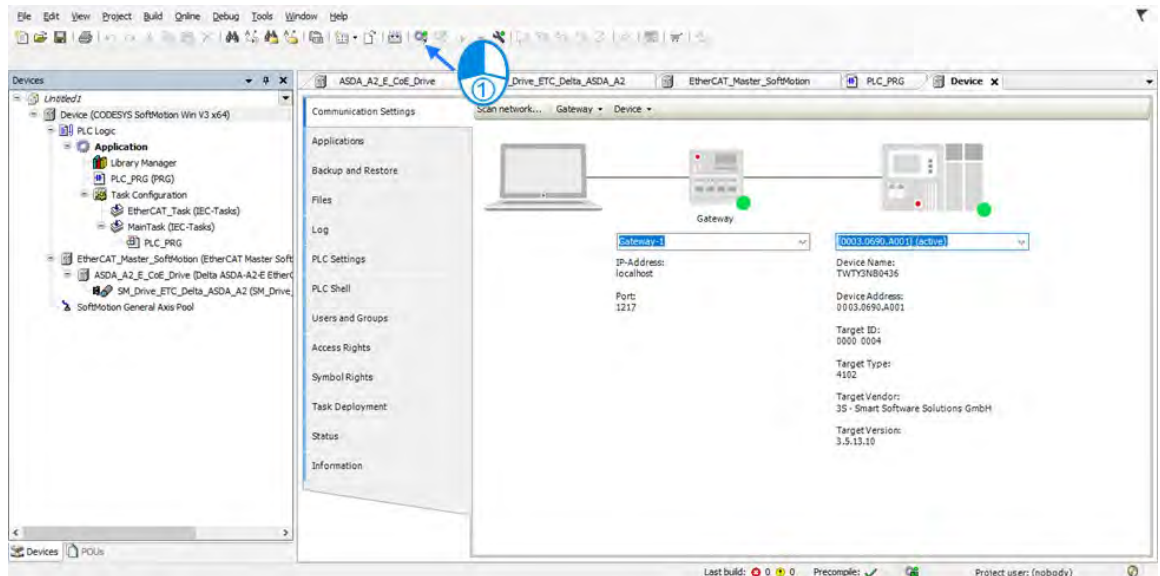 File Edit View Project Build Online Debug Tools Window Help
Devices
ASDA_A2_E_CoE_Drive
_Drive_ETC_Delta_ASDA_A2
EtherCAT_Master_SoftMotion
PLC_PRG
Device
①
Untitled1
Device (CODESYS SoftMotion Win V3 x64)
PLC Logic
Application
Library Manager
PLC_PRG (PRG)
Task Configuration
EtherCAT_Task (IEC-Tasks)
MainTask (IEC-Tasks)
PLC_PRG
EtherCAT_Master_SoftMotion (EtherCAT Master Soft
ASDA_A2_E_CoE_Drive (Delta ASDA-A2-E EtherC
SM_Drive_ETC_Delta_ASDA_A2 (SM_Drive_
SoftMotion General Axis Pool
Devices
POUs
Communication Settings
Applications
Backup and Restore
Files
Log
PLC Settings
PLC Shell
Users and Groups
Access Rights
Symbol Rights
Task Deployment
Status
Information
Scan network... Gateway Device
Gateway
Gateway-1
IP-Address:
localhost
Port:
1217
[0003.0690.A001] (active)
Device Name:
TWTY3NB0436
Device Address:
0003.0690.A001
Target ID:
0000 0004
Target Type:
4102
Target Vendor:
3S - Smart Software Solutions GmbH
Target Version:
3.5.13.10
Last build: 0 0 Precompile: Project user: (nobody)